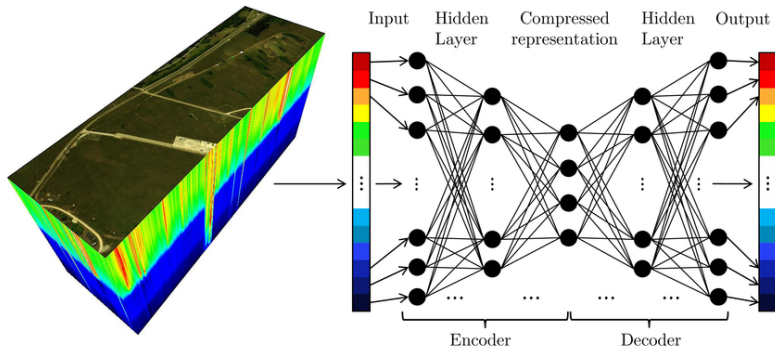 Input
Hidden
Layer
Compressed
representation
Hidden
Layer
Output
Encoder
Decoder